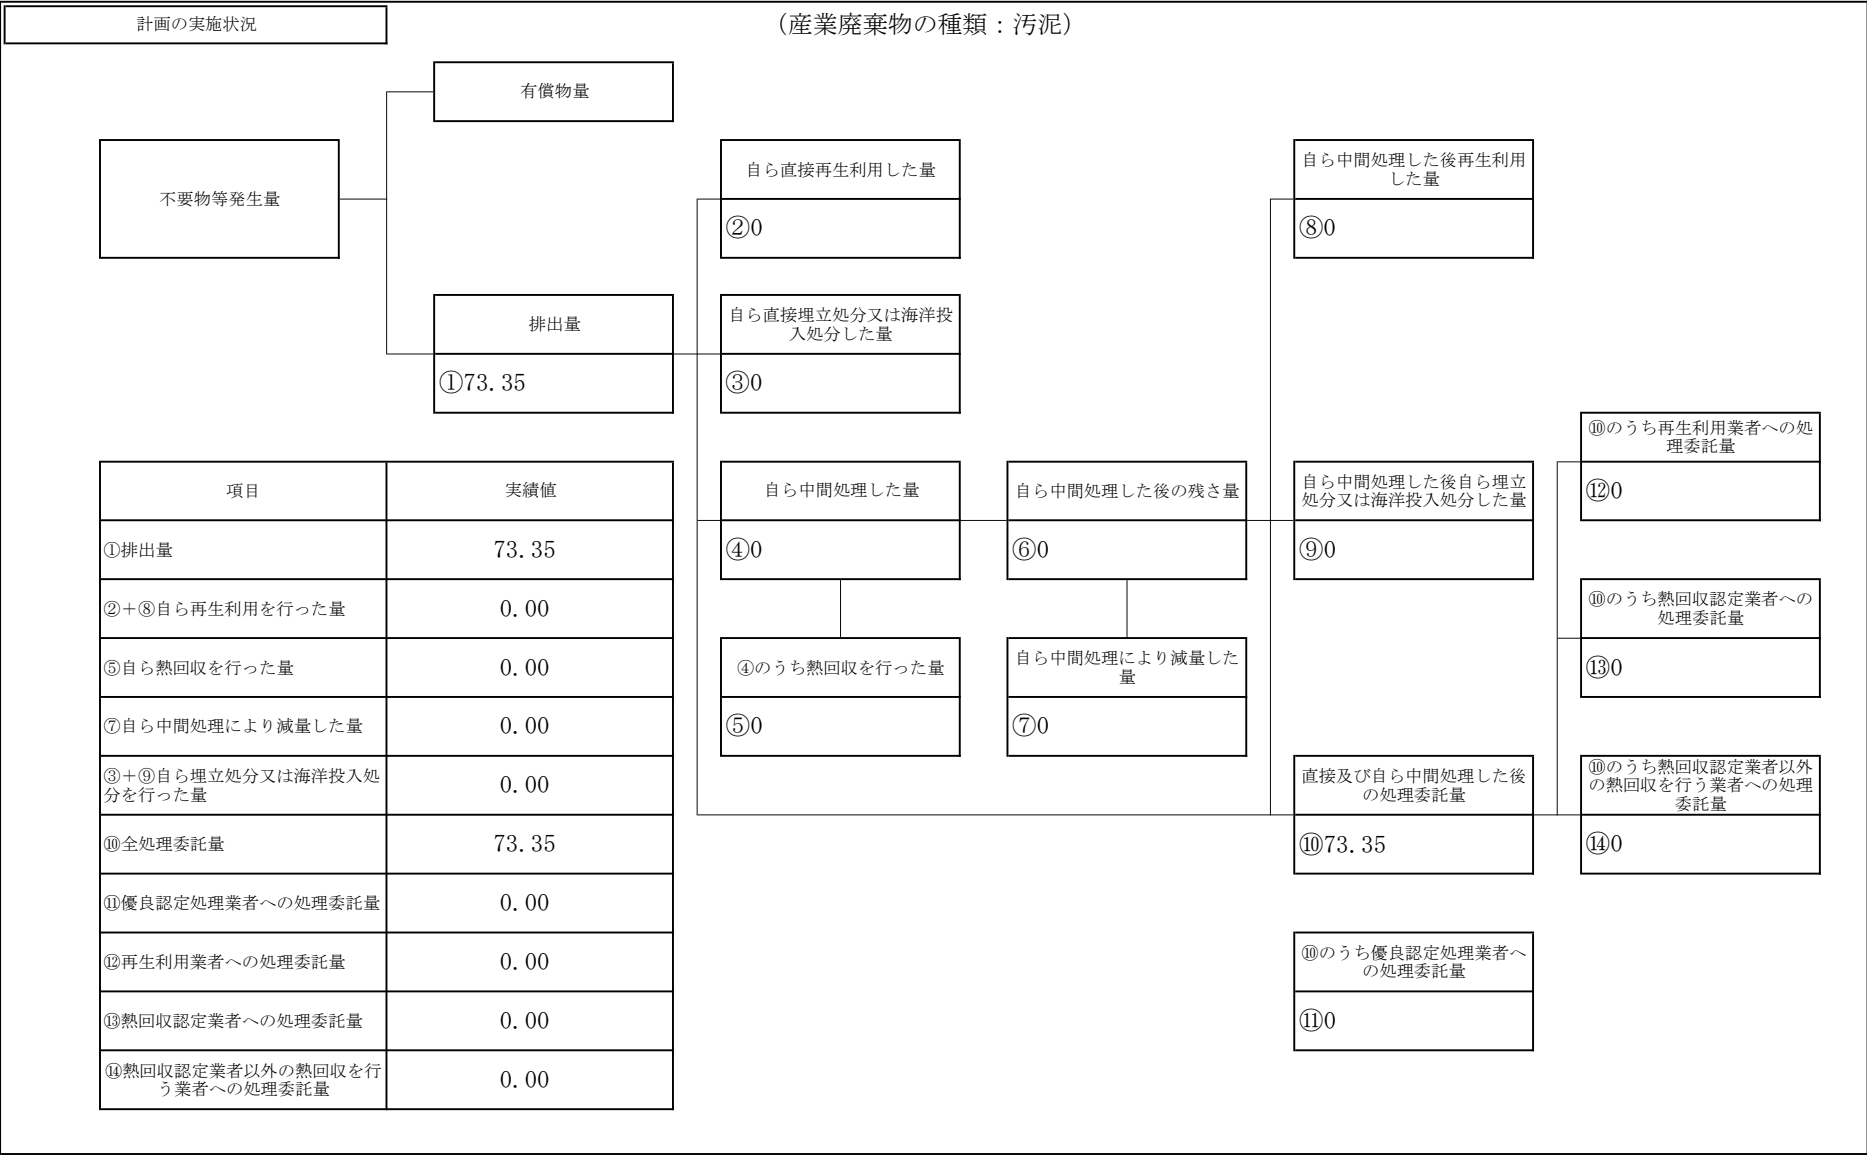 計画の実施状況
（産業廃棄物の種類：汚泥）
有償物量
不要物等発生量
自ら直接再生利用した量
②0
自ら中間処理した後再生利用
した量
⑧0
排出量
①73.35
自ら直接埋立処分又は海洋投
入処分した量
③0
項目 実績値
①排出量 73.35
②＋⑧自ら再生利用を行った量 0.00
⑤自ら熱回収を行った量 0.00
⑦自ら中間処理により減量した量 0.00
③＋⑨自ら埋立処分又は海洋投入処
分を行った量 0.00
⑩全処理委託量 73.35
⑪優良認定処理業者への処理委託量 0.00
⑫再生利用業者への処理委託量 0.00
⑬熱回収認定業者への処理委託量 0.00
⑭熱回収認定業者以外の熱回収を行
う業者への処理委託量 0.00
自ら中間処理した量
④0
④のうち熱回収を行った量
⑤0
自ら中間処理した後の残さ量
⑥0
自ら中間処理により減量した
量
⑦0
自ら中間処理した後自ら埋立
処分又は海洋投入処分した量
⑨0
直接及び自ら中間処理した後
の処理委託量
⑩73.35
⑩のうち優良認定処理業者へ
の処理委託量
⑪0
⑩のうち再生利用業者への処
理委託量
⑫0
⑩のうち熱回収認定業者への
処理委託量
⑬0
⑩のうち熱回収認定業者以外
の熱回収を行う業者への処理
委託量
⑭0